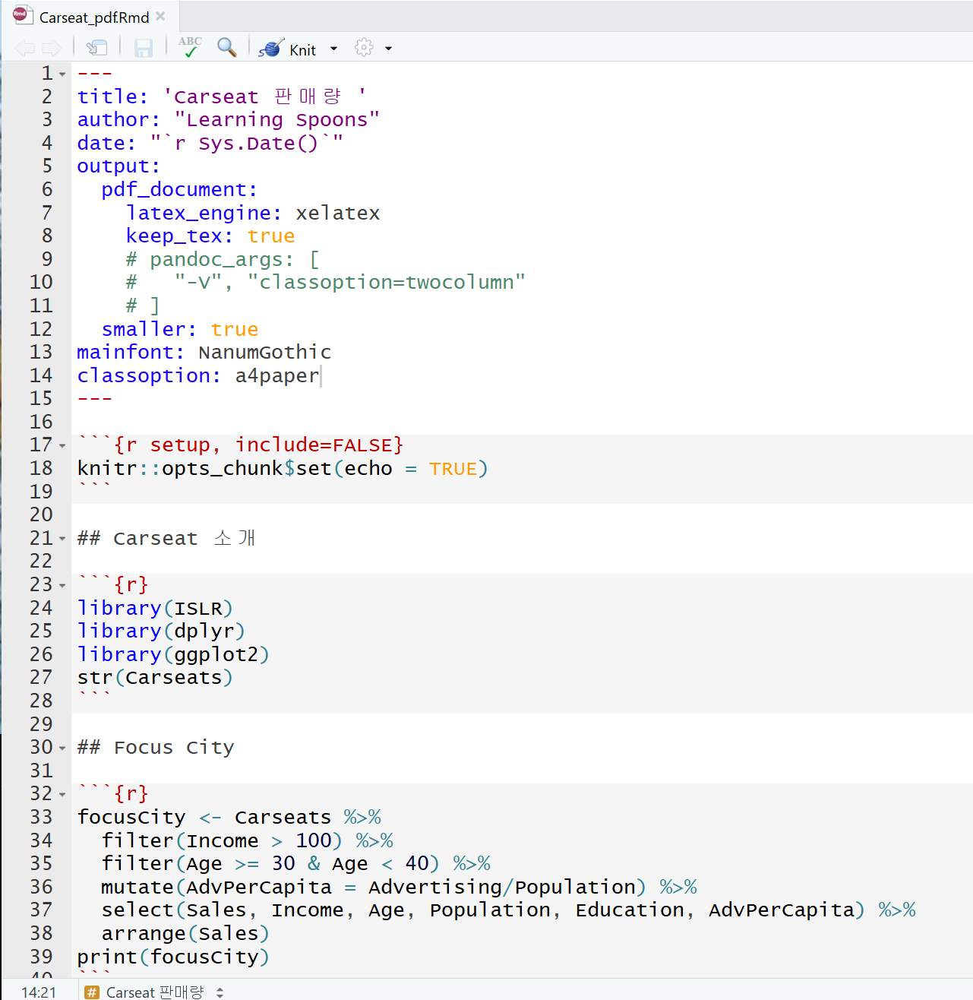 Carseat_pdf.Rmd
ABC
Knit
1 ---
2 title: 'Carseat 판매량 '
3 author: "Learning Spoons"
4 date: "`r Sys.Date()`"
5 output:
6   pdf_document:
7     latex_engine: xelatex
8     keep_tex: true
9     # pandoc_args: [
10     #   "-V", "classoption=twocolumn"
11     # ]
12   smaller: true
13 mainfont: NanumGothic
14 classoption: a4paper
15 ---
16
17 ```{r setup, include=FALSE}
18 knitr::opts_chunk$set(echo = TRUE)
19 ```
20
21 ## Carseat 소개
22
23 ```{r}
24 library(ISLR)
25 library(dplyr)
26 library(ggplot2)
27 str(Carseats)
28 ```
29
30 ## Focus City
31
32 ```{r}
33 focusCity <- Carseats %>%
34   filter(Income > 100) %>%
35   filter(Age >= 30 & Age < 40) %>%
36   mutate(AdvPerCapita = Advertising/Population) %>%
37   select(Sales, Income, Age, Population, Education, AdvPerCapita) %>%
38   arrange(Sales)
39 print(focusCity)
40 ```
14:21 # Carseat 판매량